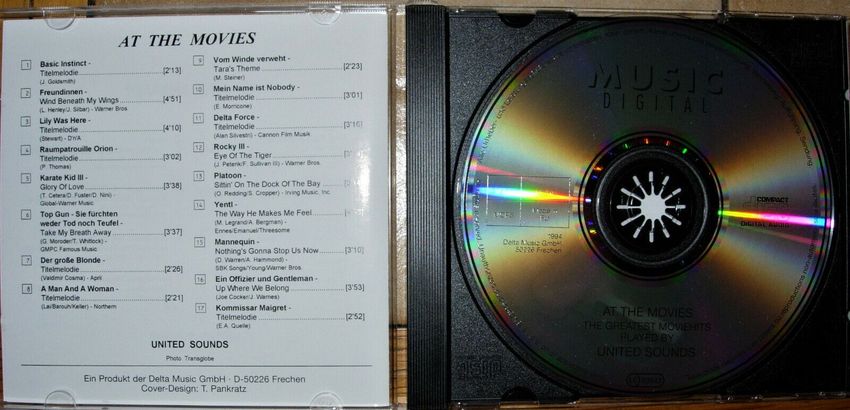 AT THE MOVIES
1 Basic Instinct -
Titelmelodie [2'13]
(J. Goldsmith)
2 Freundinnen -
Wind Beneath My Wings [4'51]
(L. Henley/J. Silbar) - Warner Bros.
3 Lily Was Here -
Titelmelodie [4'10]
(Stewart) - D'n'A
4 Raumpatrouille Orion -
Titelmelodie [3'02]
(P. Thomas)
5 Karate Kid III -
Glory Of Love [3'38]
(T. Cetera/D. Fuster/D. Nini) -
Global-Warner Music
6 Top Gun - Sie fürchten
weder Tod noch Teufel -
Take My Breath Away [3'37]
(G. Moroder/T. Whitlock) -
GMPC Famous Music
7 Der große Blonde -
Titelmelodie [2'26]
(Valdimir Cosma) - April
8 A Man And A Woman -
Titelmelodie [2'21]
(Lai/Barouh/Keller) - Northern
9 Vom Winde verweht -
Tara's Theme [2'23]
(M. Steiner)
10 Mein Name ist Nobody -
Titelmelodie [3'01]
(E. Morricone)
11 Delta Force -
Titelmelodie [3'16]
(Alan Silvestri) - Cannon Film Musik
12 Rocky III -
Eye Of The Tiger
(J. Peterik/F. Sullivan III) - Warner Bros.
13 Platoon -
Sittin' On The Dock Of The Bay
(O. Redding/S. Cropper) - Irving Music, Inc.
14 Yentl -
The Way He Makes Me Feel
(M. Legrand/A. Bergman) -
Ennes/Emanuel/Threesome
15 Mannequin -
Nothing's Gonna Stop Us Now [3'10]
(D. Warren/A. Hammond) -
SBK Songs/Young/Warner Bros.
16 Ein Offizier und Gentleman -
Up Where We Belong [3'53]
(Joe Cocker/J. Warnes)
17 Kommissar Maigret -
Titelmelodie [2'52]
(E.A. Quelle)
UNITED SOUNDS
Photo Transglobe
Ein Produkt der Delta Music GmbH · D-50226 Frechen
Cover-Design: T. Pankratz
MUSIC
DIGITAL
COMPACT
DIGITAL AUDIO
1994
Delta Music GmbH
50226 Frechen
AT THE MOVIES
THE GREATEST MOVIEHITS
PLAYED BY
UNITED SOUNDS